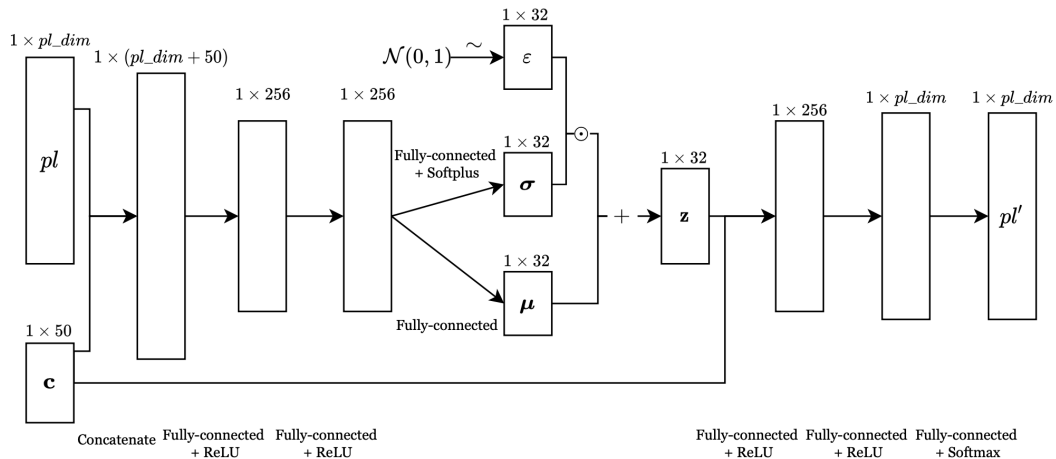 1 × 32
1 × pl_dim
𝒩(0, 1) ∼ ε
1 × (pl_dim + 50)
1 × 256
1 × 256
1 × pl_dim
1 × pl_dim
1 × 256
⊙
1 × 32
Fully-connected
+ Softplus
pl
σ
1 × 32
+
z
pl′
1 × 32
μ
Fully-connected
1 × 50
c
Concatenate
Fully-connected
+ ReLU
Fully-connected
+ ReLU
Fully-connected
+ ReLU
Fully-connected
+ ReLU
Fully-connected
+ Softmax